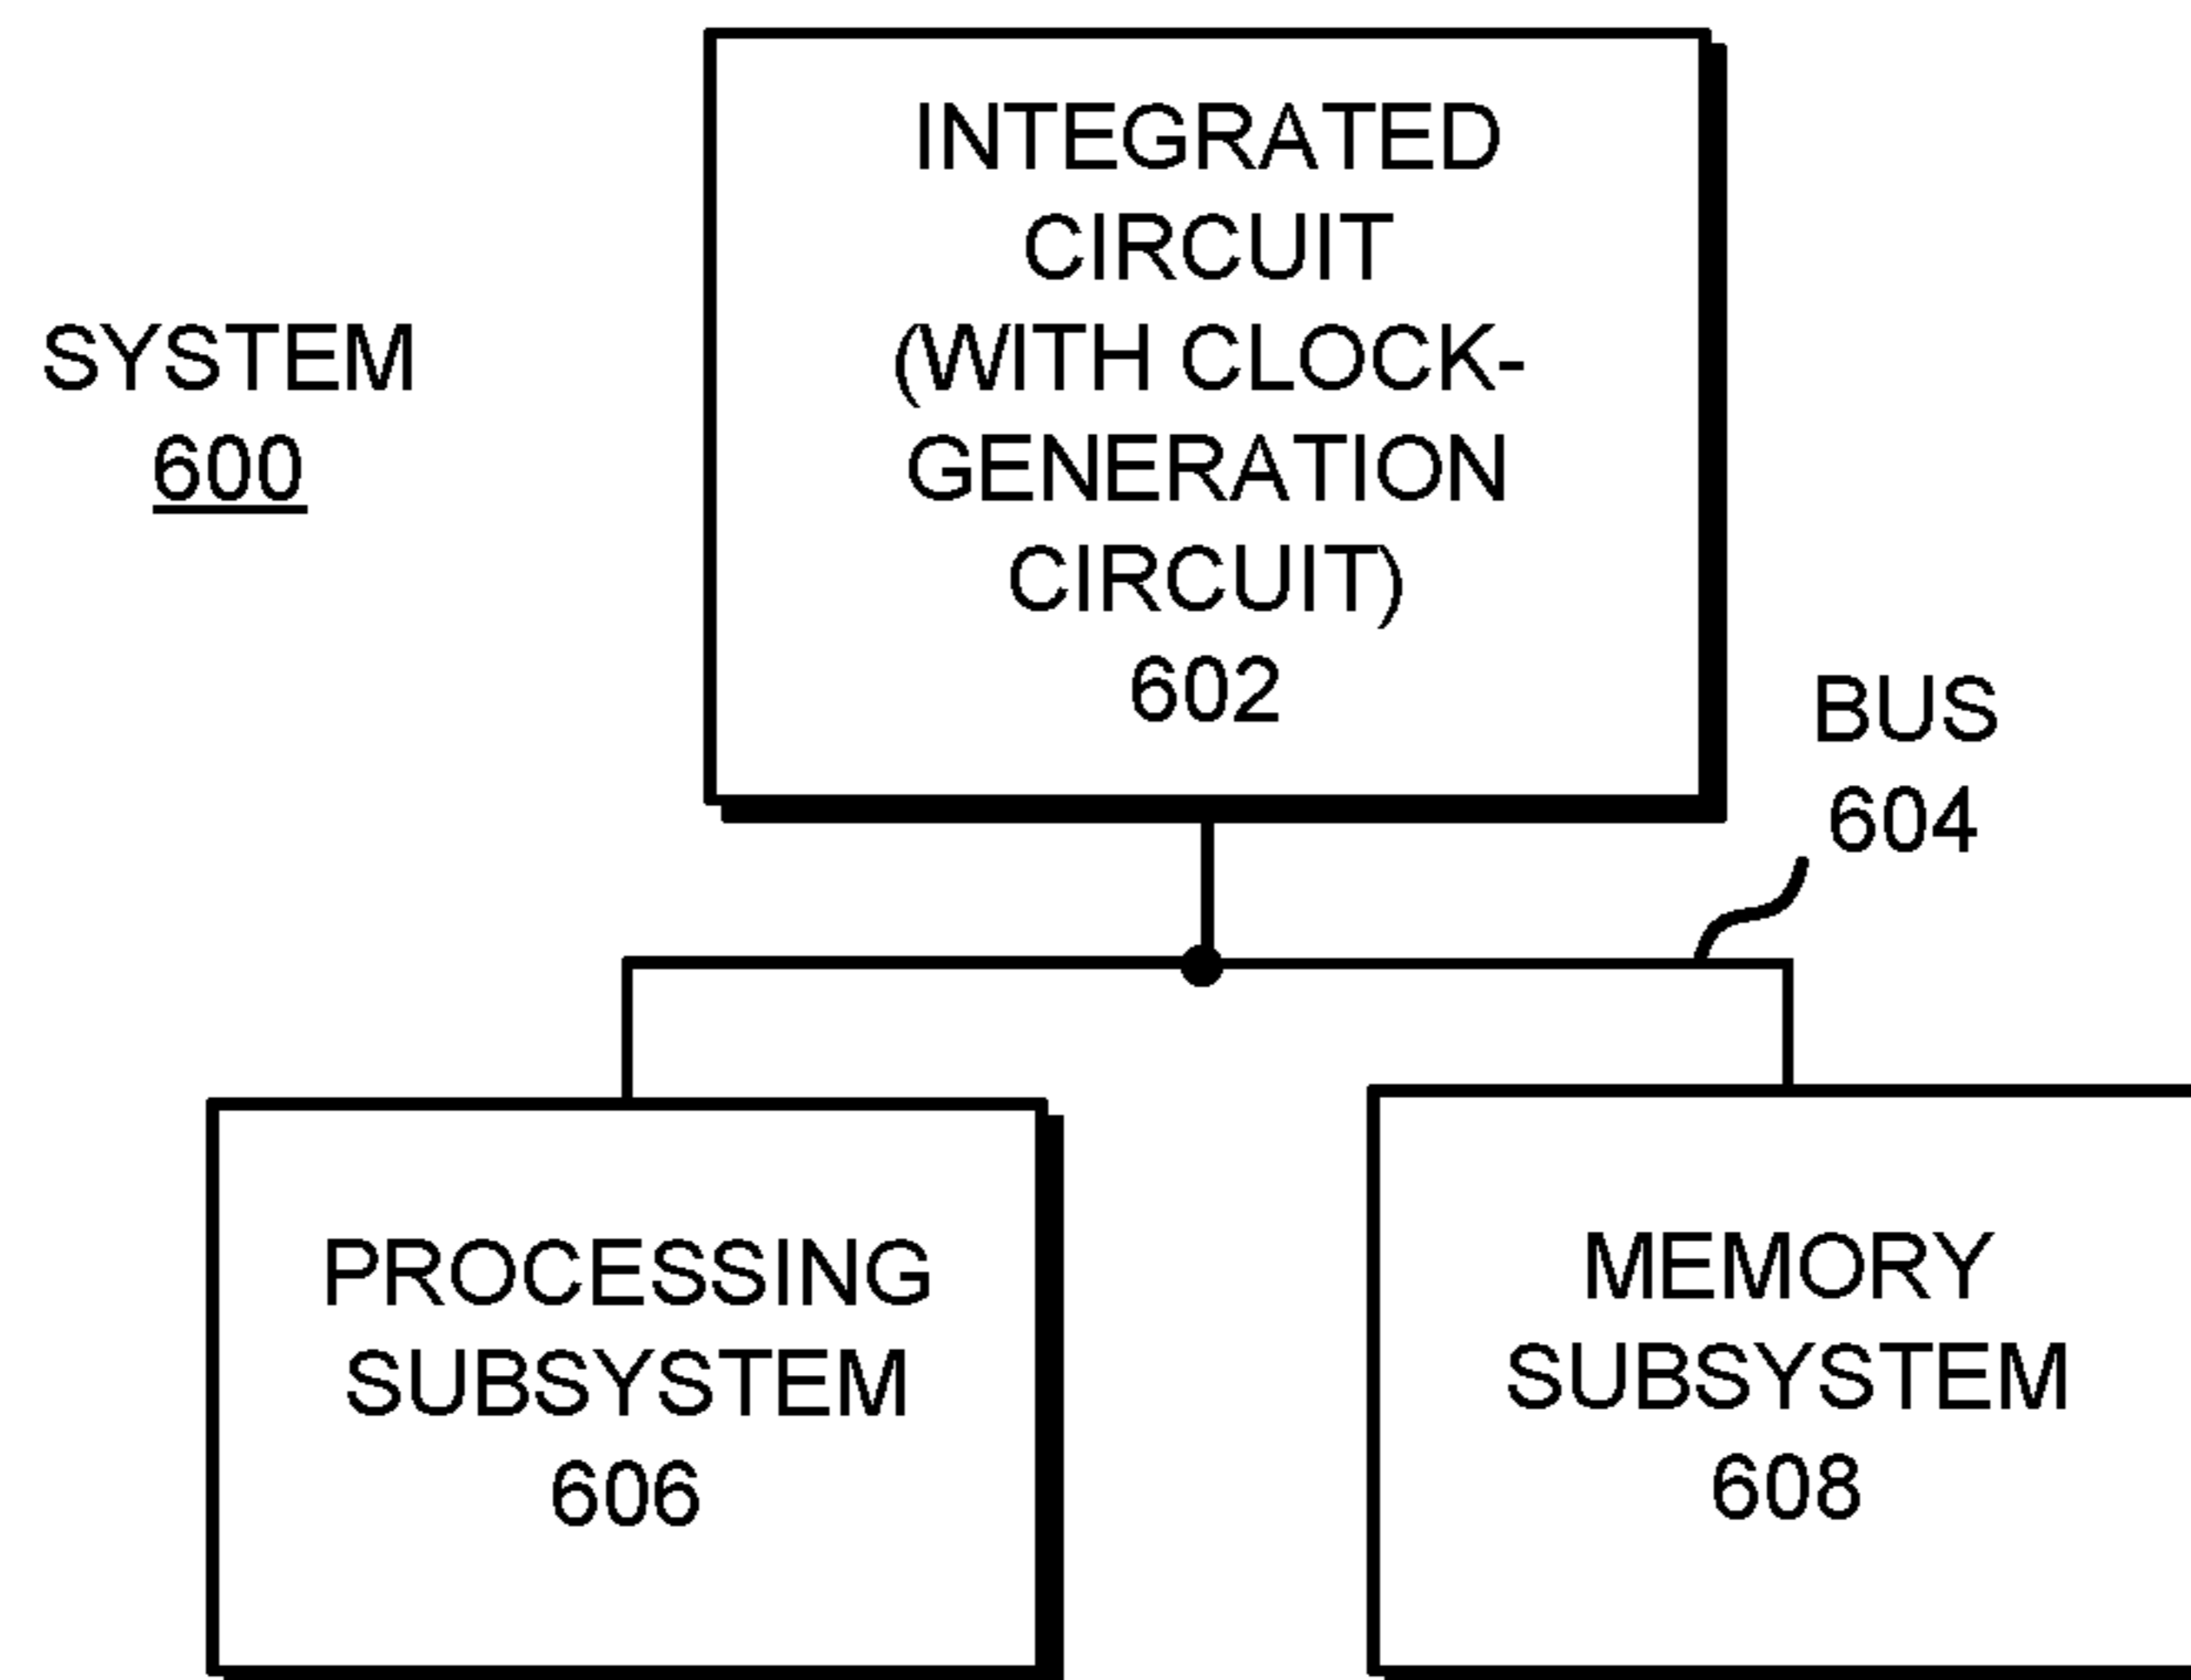 SYSTEM
600
INTEGRATED
CIRCUIT
(WITH CLOCK-
GENERATION
CIRCUIT)
602
BUS
604
PROCESSING
SUBSYSTEM
606
MEMORY
SUBSYSTEM
608